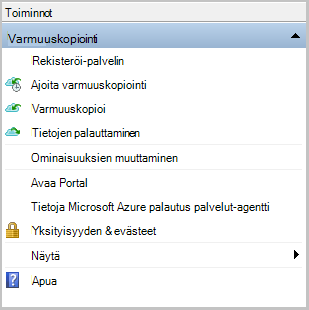 Toiminnot
Varmuuskopiointi
Rekisteröi-palvelin
Ajoita varmuuskopiointi
Varmuuskopioi
Tietojen palauttaminen
Ominaisuuksien muuttaminen
Avaa Portal
Tietoja Microsoft Azure palautus palvelut-agentti
Yksityisyyden & evästeet
Näytä
Apua